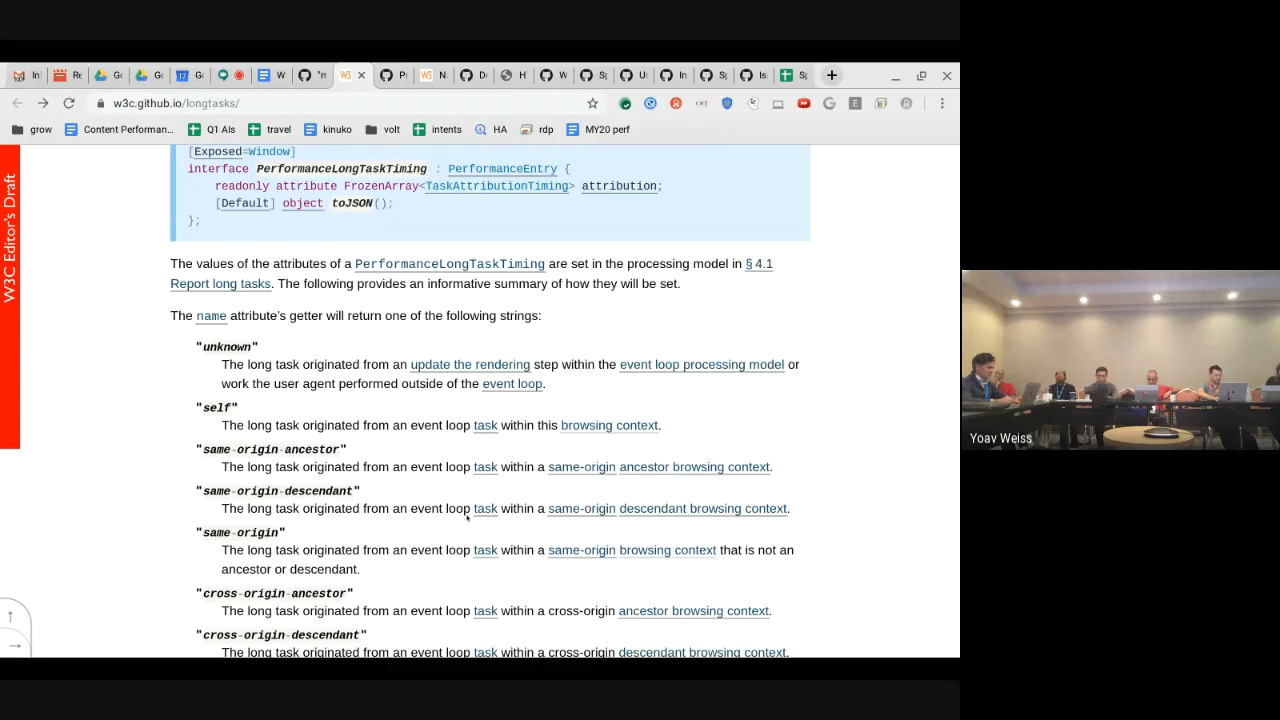 In
Re
Go
Go
Go
W
"n
P
N.
D
H
W
S
U
In
S
Is
S
w3c.github.io/longtasks/
grow
Content Performan...
Q1 AIs
travel
kinuko
volt
intents
HA
rdp
MY20 perf
W3C Editor's Draft
[Exposed=Window]
interface PerformanceLongTaskTiming : PerformanceEntry {
readonly attribute FrozenArray<TaskAttributionTiming> attribution;
[Default] object toJSON();
};
The values of the attributes of a PerformanceLongTaskTiming are set in the processing model in § 4.1
Report long tasks. The following provides an informative summary of how they will be set.
The name attribute's getter will return one of the following strings:
"unknown"
The long task originated from an update the rendering step within the event loop processing model or
work the user agent performed outside of the event loop.
"self"
The long task originated from an event loop task within this browsing context.
"same-origin-ancestor"
The long task originated from an event loop task within a same-origin ancestor browsing context.
"same-origin-descendant"
The long task originated from an event loop task within a same-origin descendant browsing context.
"same-origin"
The long task originated from an event loop task within a same-origin browsing context that is not an
ancestor or descendant.
"cross-origin-ancestor"
The long task originated from an event loop task within a cross-origin ancestor browsing context.
"cross-origin-descendant"
The long task originated from an event loop task within a cross-origin descendant browsing context.
Yoav Weiss